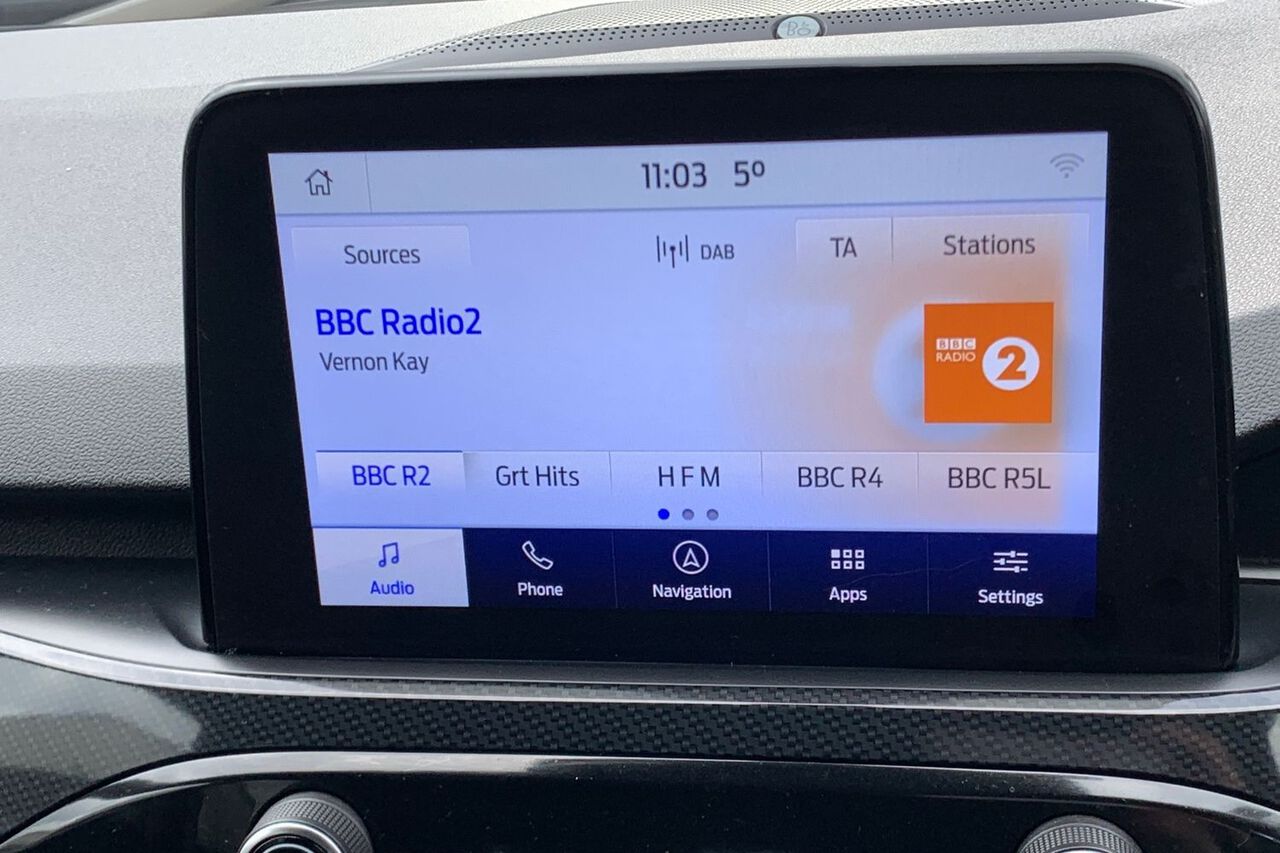 B&O
11:03 5º
Sources DAB TA Stations
BBC Radio2
Vernon Kay
BBC
RADIO 2
BBC R2 Grt Hits H F M BBC R4 BBC R5L
Audio Phone Navigation Apps Settings